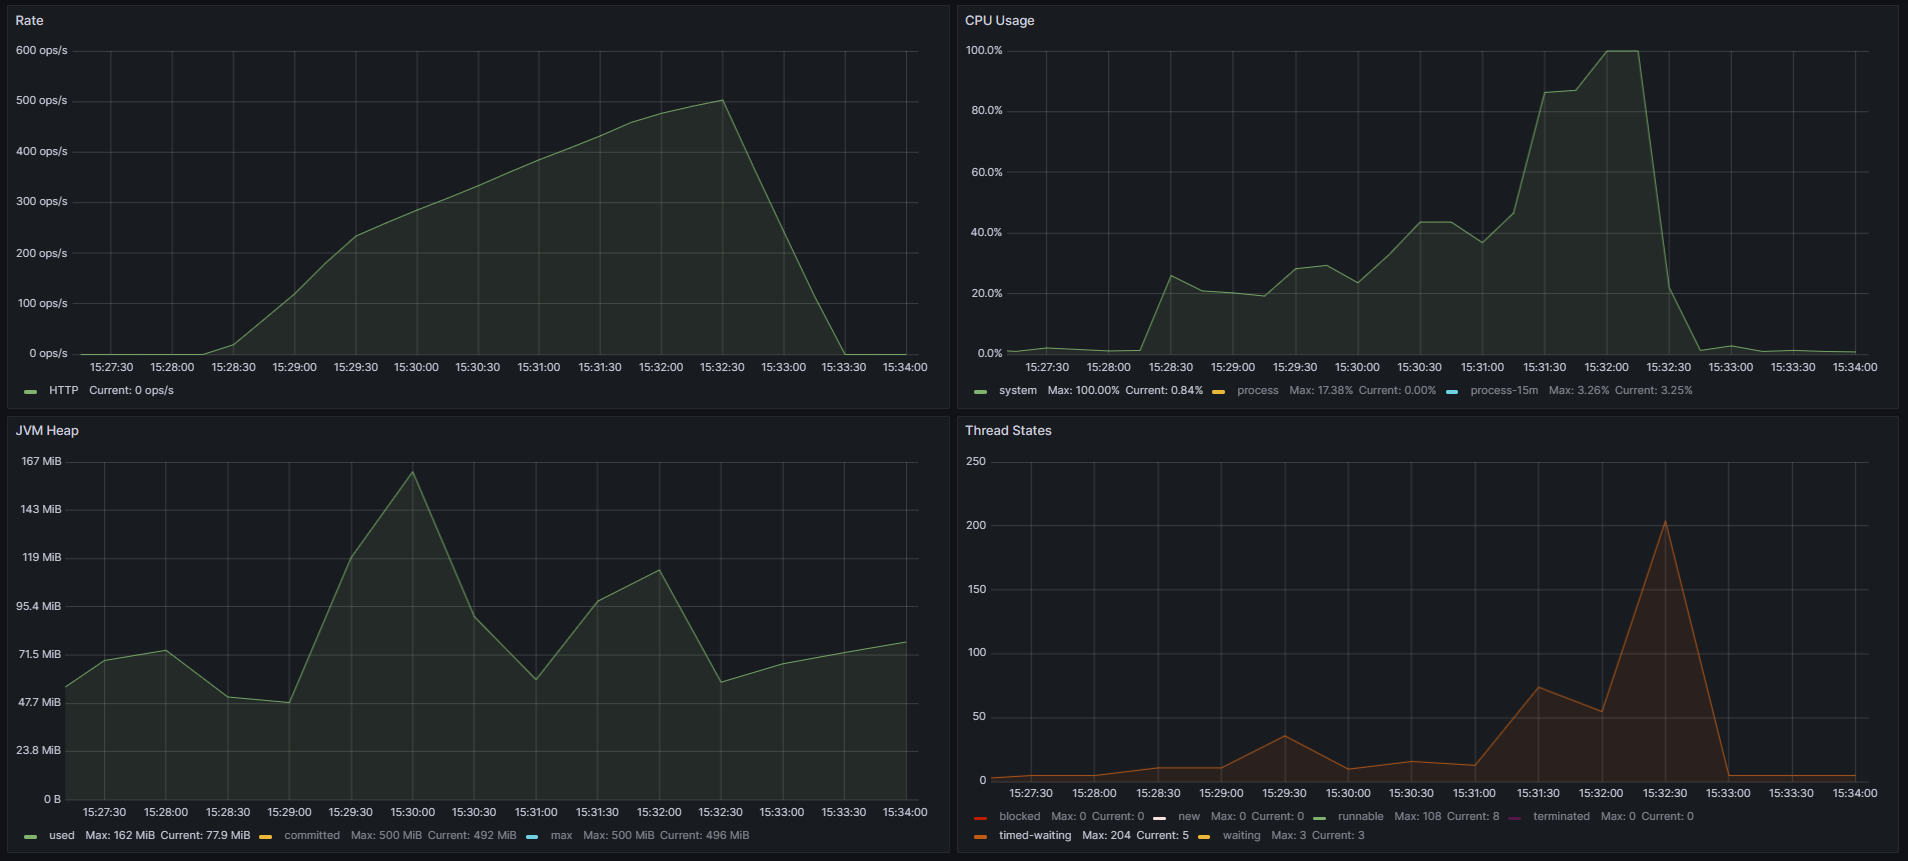 Rate
600 ops/s
500 ops/s
400 ops/s
300 ops/s
200 ops/s
100 ops/s
0 ops/s
15:27:30 15:28:00 15:28:30 15:29:00 15:29:30 15:30:00 15:30:30 15:31:00 15:31:30 15:32:00 15:32:30 15:33:00 15:33:30 15:34:00
HTTP Current: 0 ops/s
CPU Usage
100.0%
80.0%
60.0%
40.0%
20.0%
0.0%
15:27:30 15:28:00 15:28:30 15:29:00 15:29:30 15:30:00 15:30:30 15:31:00 15:31:30 15:32:00 15:32:30 15:33:00 15:33:30 15:34:00
system Max: 100.00% Current: 0.84% process Max: 17.38% Current: 0.00% process-15m Max: 3.26% Current: 3.25%
JVM Heap
167 MiB
143 MiB
119 MiB
95.4 MiB
71.5 MiB
47.7 MiB
23.8 MiB
0 B
15:27:30 15:28:00 15:28:30 15:29:00 15:29:30 15:30:00 15:30:30 15:31:00 15:31:30 15:32:00 15:32:30 15:33:00 15:33:30 15:34:00
used Max: 162 MiB Current: 77.9 MiB committed Max: 500 MiB Current: 492 MiB max Max: 500 MiB Current: 496 MiB
Thread States
250
200
150
100
50
0
15:27:30 15:28:00 15:28:30 15:29:00 15:29:30 15:30:00 15:30:30 15:31:00 15:31:30 15:32:00 15:32:30 15:33:00 15:33:30 15:34:00
blocked Max: 0 Current: 0 new Max: 0 Current: 0 runnable Max: 108 Current: 8 terminated Max: 0 Current: 0
timed-waiting Max: 204 Current: 5 waiting Max: 3 Current: 3